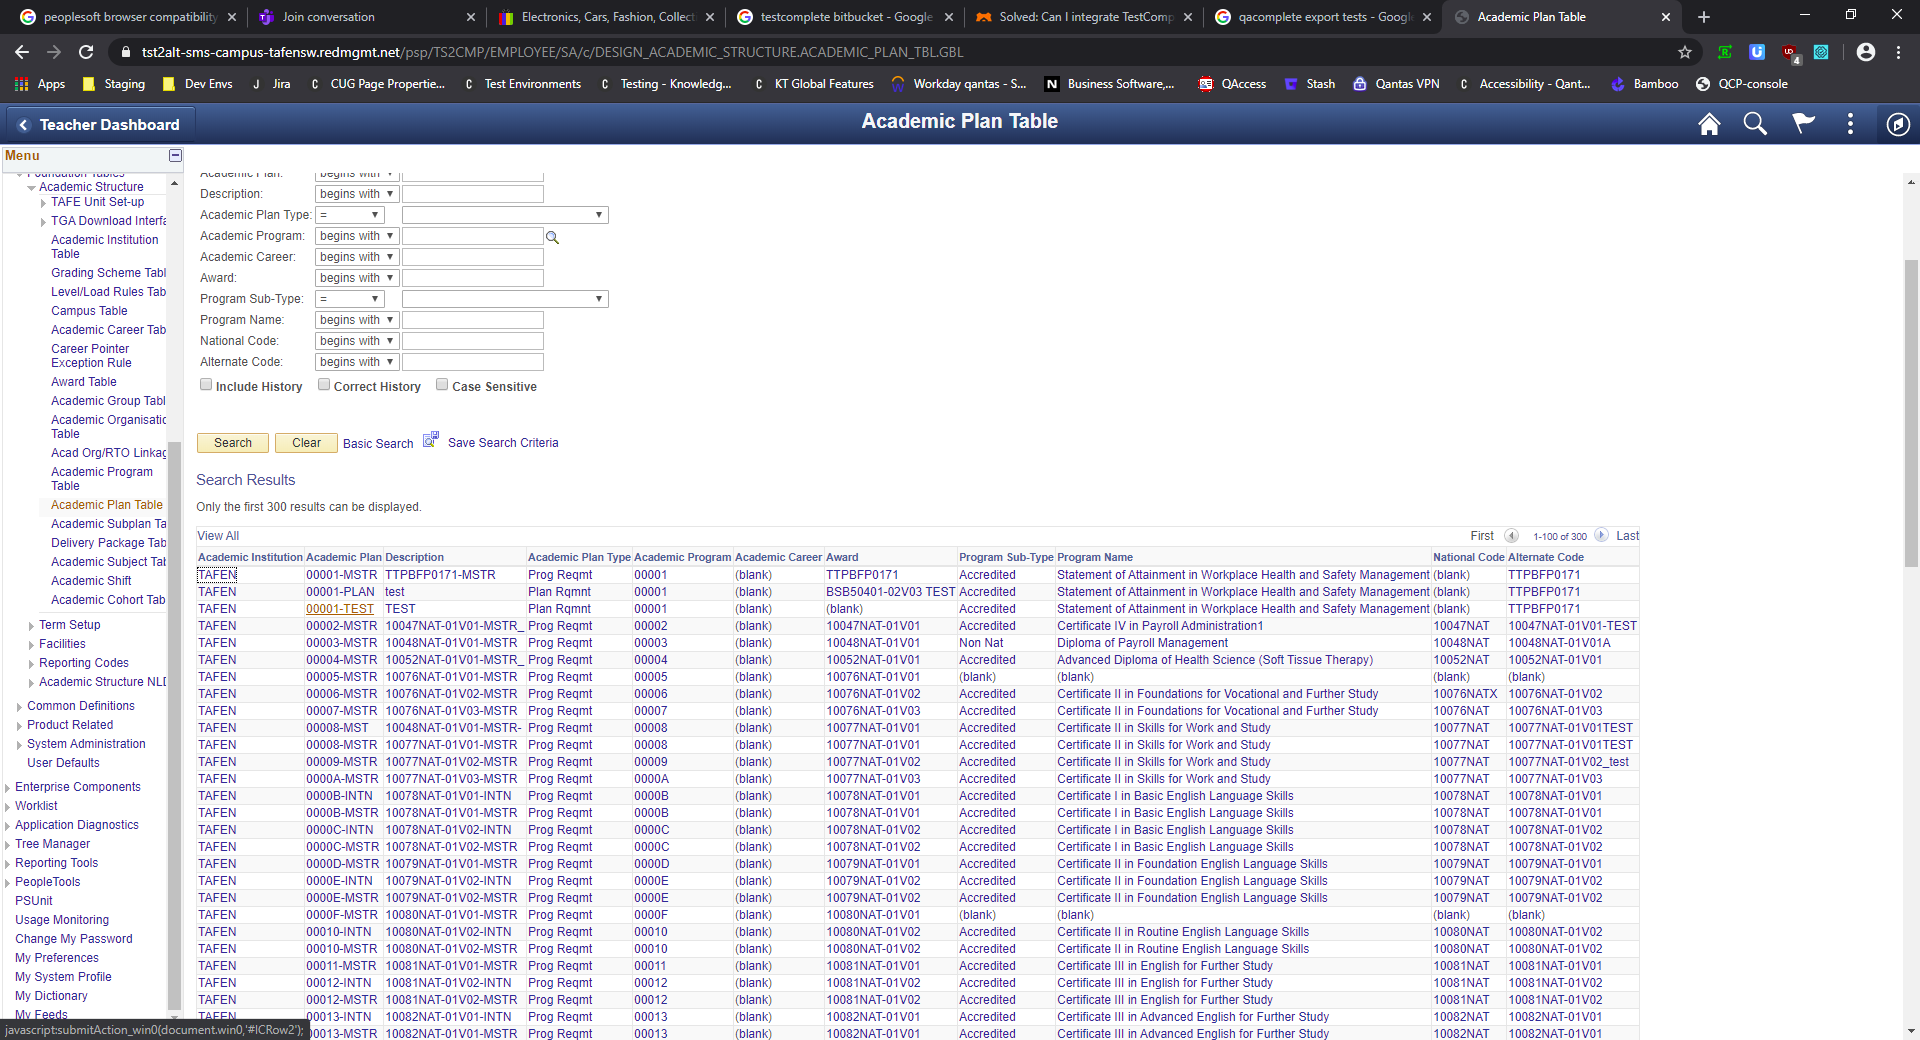 peoplesoft browser compatibility
Join conversation
Electronics, Cars, Fashion, Collect
testcomplete bitbucket - Google
Solved: Can I integrate TestComp
qacomplete export tests - Google
Academic Plan Table
tst2alt-sms-campus-tafensw.redmgmt.net/psp/TS2CMP/EMPLOYEE/SA/c/DESIGN_ACADEMIC_STRUCTURE.ACADEMIC_PLAN_TBL.GBL
4
Apps Staging Dev Envs Jira CUG Page Propertie... Test Environments Testing - Knowledg... KT Global Features Workday qantas - S... Business Software,... QAccess Stash Qantas VPN Accessibility - Qant... Bamboo QCP-console
Teacher Dashboard
Academic Plan Table
Menu
Foundation Tables
Academic Structure
TAFE Unit Set-up
TGA Download Interfa
Academic Institution
Table
Grading Scheme Tabl
Level/Load Rules Tab
Campus Table
Academic Career Tab
Career Pointer
Exception Rule
Award Table
Academic Group Tabl
Academic Organisatio
Table
Acad Org/RTO Linkag
Academic Program
Table
Academic Plan Table
Academic Subplan Ta
Delivery Package Tab
Academic Subject Tab
Academic Shift
Academic Cohort Tab
Term Setup
Facilities
Reporting Codes
Academic Structure NLI
Common Definitions
Product Related
System Administration
User Defaults
Enterprise Components
Worklist
Application Diagnostics
Tree Manager
Reporting Tools
PeopleTools
PSUnit
Usage Monitoring
Change My Password
My Preferences
My System Profile
My Dictionary
My Feeds
javascript:submitAction_win0(document.win0,'#ICRow2');
Academic Plan: begins with
Description: begins with
Academic Plan Type: =
Academic Program: begins with
Academic Career: begins with
Award: begins with
Program Sub-Type: =
Program Name: begins with
National Code: begins with
Alternate Code: begins with
Include History Correct History Case Sensitive
Search Clear Basic Search Save Search Criteria
Search Results
Only the first 300 results can be displayed.
View All First 1-100 of 300 Last
Academic Institution Academic Plan Description Academic Plan Type Academic Program Academic Career Award Program Sub-Type Program Name National Code Alternate Code
TAFEN 00001-MSTR TTPBFP0171-MSTR Prog Reqmt 00001 (blank) TTPBFP0171 Accredited Statement of Attainment in Workplace Health and Safety Management (blank) TTPBFP0171
TAFEN 00001-PLAN test Plan Rqmnt 00001 (blank) BSB50401-02V03 TEST Accredited Statement of Attainment in Workplace Health and Safety Management (blank) TTPBFP0171
TAFEN 00001-TEST TEST Plan Rqmnt 00001 (blank) (blank) Accredited Statement of Attainment in Workplace Health and Safety Management (blank) TTPBFP0171
TAFEN 00002-MSTR 10047NAT-01V01-MSTR_ Prog Reqmt 00002 (blank) 10047NAT-01V01 Accredited Certificate IV in Payroll Administration1 10047NAT 10047NAT-01V01-TEST
TAFEN 00003-MSTR 10048NAT-01V01-MSTR Prog Reqmt 00003 (blank) 10048NAT-01V01 Non Nat Diploma of Payroll Management 10048NAT 10048NAT-01V01A
TAFEN 00004-MSTR 10052NAT-01V01-MSTR_ Prog Reqmt 00004 (blank) 10052NAT-01V01 Accredited Advanced Diploma of Health Science (Soft Tissue Therapy) 10052NAT 10052NAT-01V01
TAFEN 00005-MSTR 10076NAT-01V01-MSTR Prog Reqmt 00005 (blank) 10076NAT-01V01 (blank) (blank) (blank) (blank)
TAFEN 00006-MSTR 10076NAT-01V02-MSTR Prog Reqmt 00006 (blank) 10076NAT-01V02 Accredited Certificate II in Foundations for Vocational and Further Study 10076NATX 10076NAT-01V02
TAFEN 00007-MSTR 10076NAT-01V03-MSTR Prog Reqmt 00007 (blank) 10076NAT-01V03 Accredited Certificate II in Foundations for Vocational and Further Study 10076NAT 10076NAT-01V03
TAFEN 00008-MST 10048NAT-01V01-MSTR- Prog Reqmt 00008 (blank) 10077NAT-01V01 Accredited Certificate II in Skills for Work and Study 10077NAT 10077NAT-01V01TEST
TAFEN 00008-MSTR 10077NAT-01V01-MSTR Prog Reqmt 00008 (blank) 10077NAT-01V01 Accredited Certificate II in Skills for Work and Study 10077NAT 10077NAT-01V01TEST
TAFEN 00009-MSTR 10077NAT-01V02-MSTR Prog Reqmt 00009 (blank) 10077NAT-01V02 Accredited Certificate II in Skills for Work and Study 10077NAT 10077NAT-01V02_test
TAFEN 0000A-MSTR 10077NAT-01V03-MSTR Prog Reqmt 0000A (blank) 10077NAT-01V03 Accredited Certificate II in Skills for Work and Study 10077NAT 10077NAT-01V03
TAFEN 0000B-INTN 10078NAT-01V01-INTN Prog Reqmt 0000B (blank) 10078NAT-01V01 Accredited Certificate I in Basic English Language Skills 10078NAT 10078NAT-01V01
TAFEN 0000B-MSTR 10078NAT-01V01-MSTR Prog Reqmt 0000B (blank) 10078NAT-01V01 Accredited Certificate I in Basic English Language Skills 10078NAT 10078NAT-01V01
TAFEN 0000C-INTN 10078NAT-01V02-INTN Prog Reqmt 0000C (blank) 10078NAT-01V02 Accredited Certificate I in Basic English Language Skills 10078NAT 10078NAT-01V02
TAFEN 0000C-MSTR 10078NAT-01V02-MSTR Prog Reqmt 0000C (blank) 10078NAT-01V02 Accredited Certificate I in Basic English Language Skills 10078NAT 10078NAT-01V02
TAFEN 0000D-MSTR 10079NAT-01V01-MSTR Prog Reqmt 0000D (blank) 10079NAT-01V01 Accredited Certificate II in Foundation English Language Skills 10079NAT 10079NAT-01V01
TAFEN 0000E-INTN 10079NAT-01V02-INTN Prog Reqmt 0000E (blank) 10079NAT-01V02 Accredited Certificate II in Foundation English Language Skills 10079NAT 10079NAT-01V02
TAFEN 0000E-MSTR 10079NAT-01V02-MSTR Prog Reqmt 0000E (blank) 10079NAT-01V02 Accredited Certificate II in Foundation English Language Skills 10079NAT 10079NAT-01V02
TAFEN 0000F-MSTR 10080NAT-01V01-MSTR Prog Reqmt 0000F (blank) 10080NAT-01V01 (blank) (blank) (blank) (blank)
TAFEN 00010-INTN 10080NAT-01V02-INTN Prog Reqmt 00010 (blank) 10080NAT-01V02 Accredited Certificate II in Routine English Language Skills 10080NAT 10080NAT-01V02
TAFEN 00010-MSTR 10080NAT-01V02-MSTR Prog Reqmt 00010 (blank) 10080NAT-01V02 Accredited Certificate II in Routine English Language Skills 10080NAT 10080NAT-01V02
TAFEN 00011-MSTR 10081NAT-01V01-MSTR Prog Reqmt 00011 (blank) 10081NAT-01V01 Accredited Certificate III in English for Further Study 10081NAT 10081NAT-01V01
TAFEN 00012-INTN 10081NAT-01V02-INTN Prog Reqmt 00012 (blank) 10081NAT-01V02 Accredited Certificate III in English for Further Study 10081NAT 10081NAT-01V02
TAFEN 00012-MSTR 10081NAT-01V02-MSTR Prog Reqmt 00012 (blank) 10081NAT-01V02 Accredited Certificate III in English for Further Study 10081NAT 10081NAT-01V02
TAFEN 00013-INTN 10082NAT-01V01-INTN Prog Reqmt 00013 (blank) 10082NAT-01V01 Accredited Certificate III in Advanced English for Further Study 10082NAT 10082NAT-01V01
00013-MSTR 10082NAT-01V01-MSTR Prog Reqmt 00013 (blank) 10082NAT-01V01 Accredited Certificate III in Advanced English for Further Study 10082NAT 10082NAT-01V01